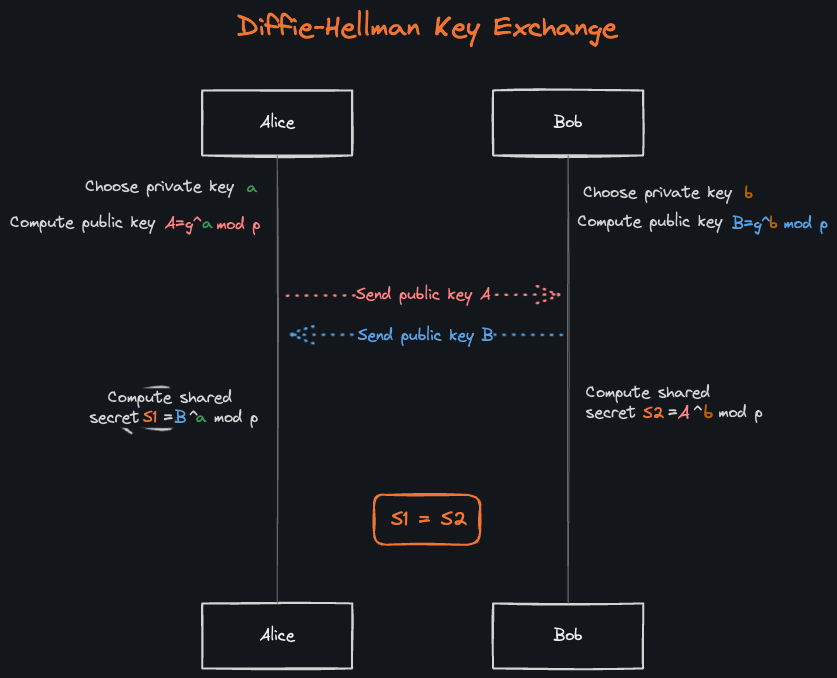 Diffie-Hellman Key Exchange
Alice
Bob
Choose private key a
Compute public key A=g^a mod p
Choose private key b
Compute public key B=g^b mod p
Send public key A
Send public key B
Compute shared
secret S1 =B^a mod p
Compute shared
secret S2 =A^b mod p
S1 = S2
Alice
Bob